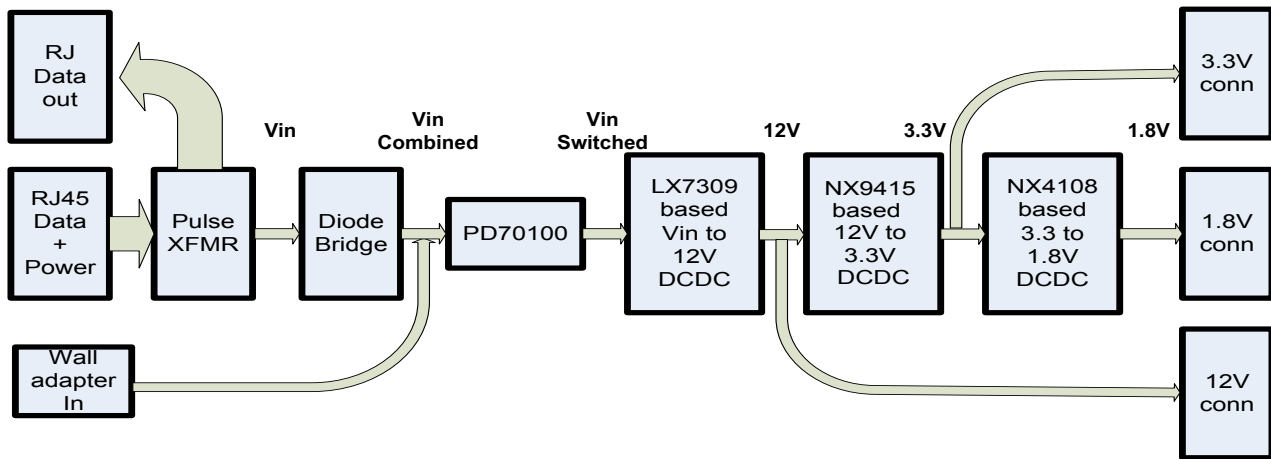 RJ
Data
out
RJ45
Data
+
Power
Wall
adapter
In
Pulse
XFMR
Vin
Diode
Bridge
Vin
Combined
PD70100
Vin
Switched
LX7309
based
Vin to
12V
DCDC
12V
NX9415
based
12V to
3.3V
DCDC
3.3V
NX4108
based
3.3 to
1.8V
DCDC
1.8V
3.3V
conn
1.8V
conn
12V
conn